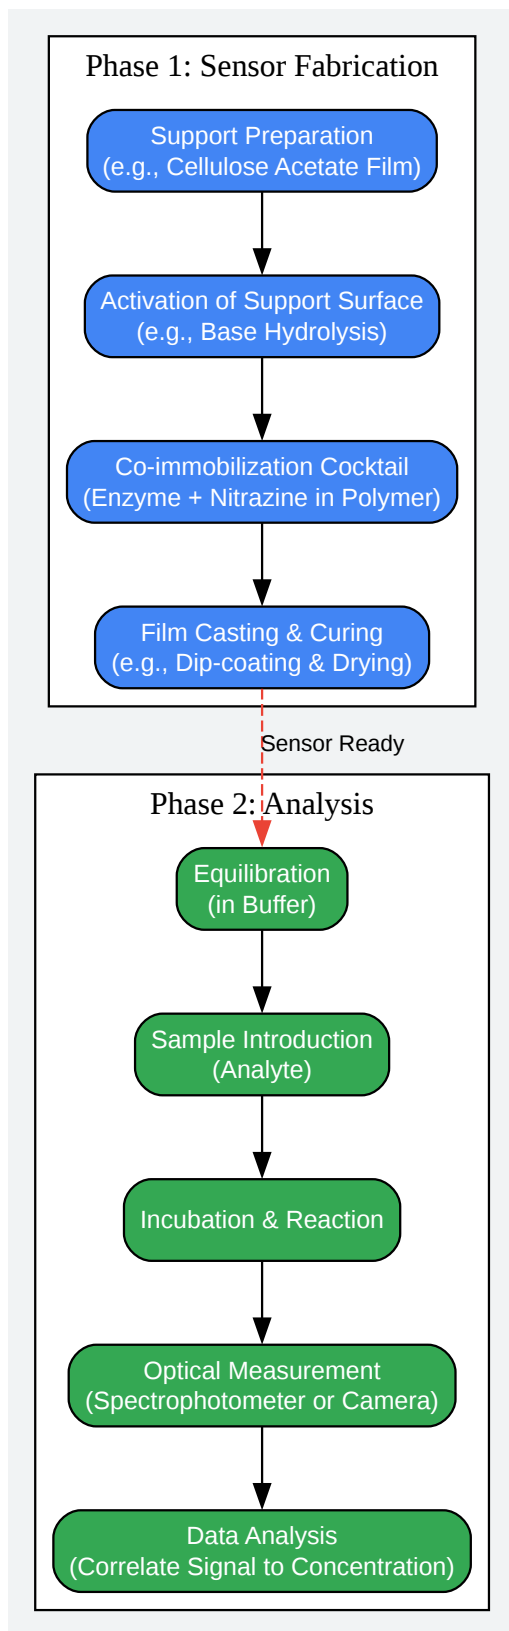 Phase 1: Sensor Fabrication
Support Preparation
(e.g., Cellulose Acetate Film)
Activation of Support Surface
(e.g., Base Hydrolysis)
Co-immobilization Cocktail
(Enzyme + Nitrazine in Polymer)
Film Casting & Curing
(e.g., Dip-coating & Drying)
Sensor Ready
Phase 2: Analysis
Equilibration
(in Buffer)
Sample Introduction
(Analyte)
Incubation & Reaction
Optical Measurement
(Spectrophotometer or Camera)
Data Analysis
(Correlate Signal to Concentration)